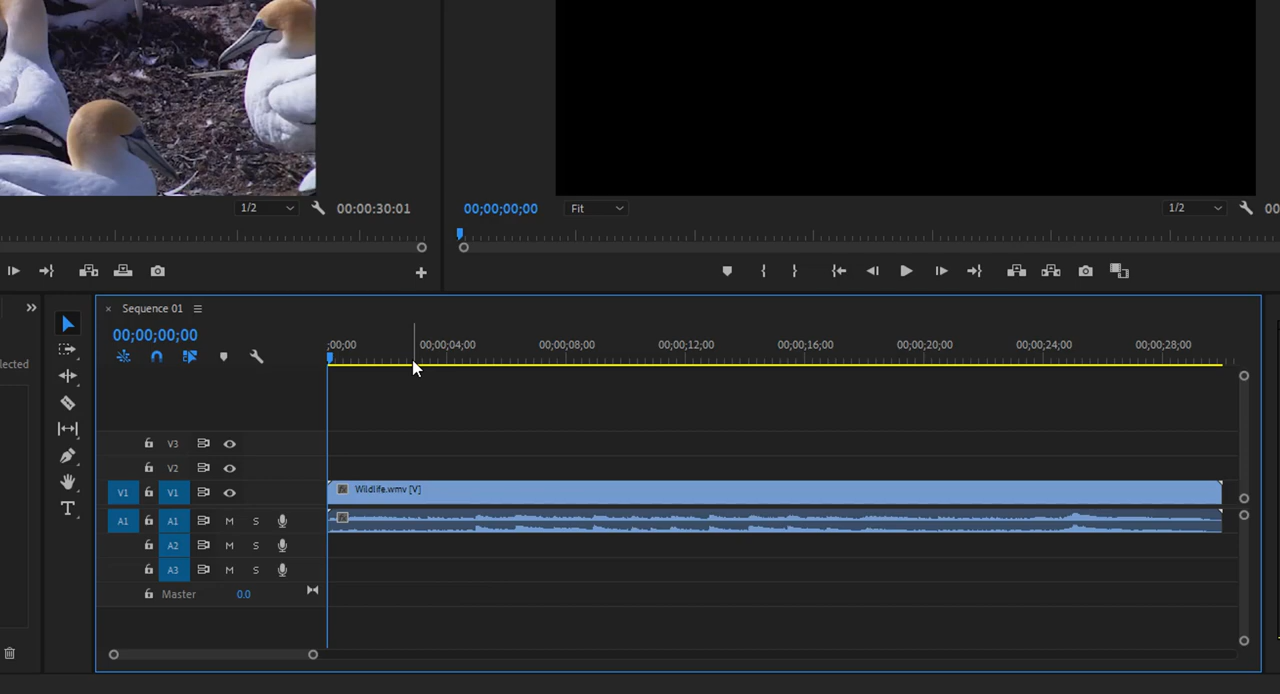 1/2 00:00:30:01 00;00;00;00 Fit 1/2 00
Sequence 01
00;00;00;00
;00;00 00;00;04;00 00;00;08;00 00;00;12;00 00;00;16;00 00;00;20;00 00;00;24;00 00;00;28;00
lected
V3
V2
V1 V1 Wildlife.wmv [V]
A1 A1 M S
A2 M S
A3 M S
Master 0.0
T